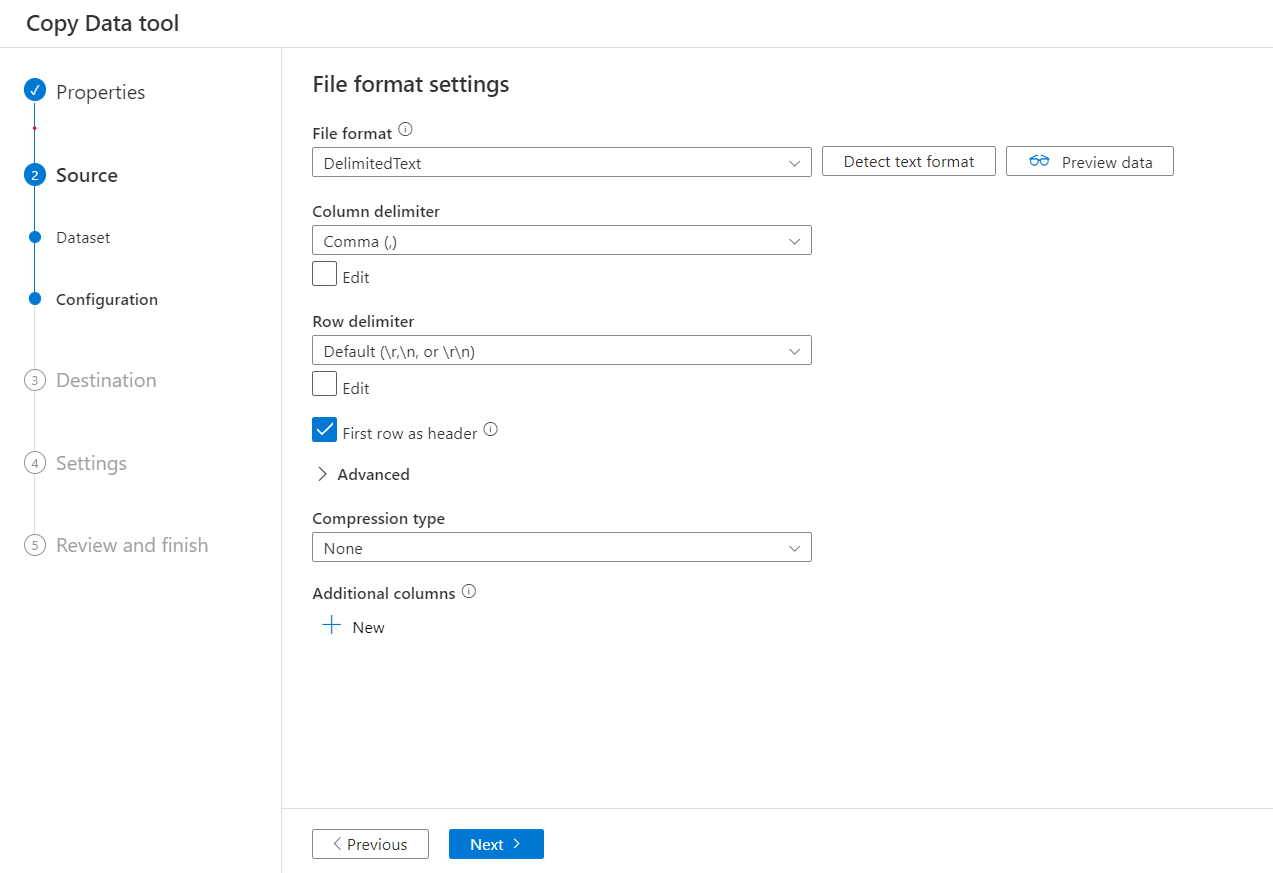 Copy Data tool
Properties
2 Source
Dataset
Configuration
3 Destination
4 Settings
5 Review and finish
File format settings
File format
DelimitedText
Detect text format
Preview data
Column delimiter
Comma (,)
Edit
Row delimiter
Default (\r,\n, or \r\n)
Edit
First row as header
Advanced
Compression type
None
Additional columns
New
Previous
Next